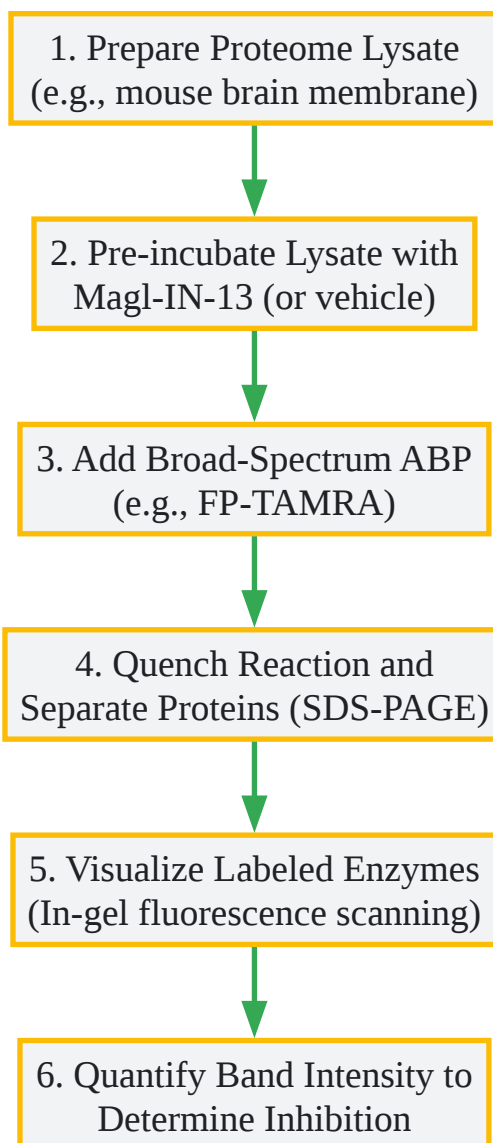 1. Prepare Proteome Lysate
(e.g., mouse brain membrane)
2. Pre-incubate Lysate with
Magl-IN-13 (or vehicle)
3. Add Broad-Spectrum ABP
(e.g., FP-TAMRA)
4. Quench Reaction and
Separate Proteins (SDS-PAGE)
5. Visualize Labeled Enzymes
(In-gel fluorescence scanning)
6. Quantify Band Intensity to
Determine Inhibition